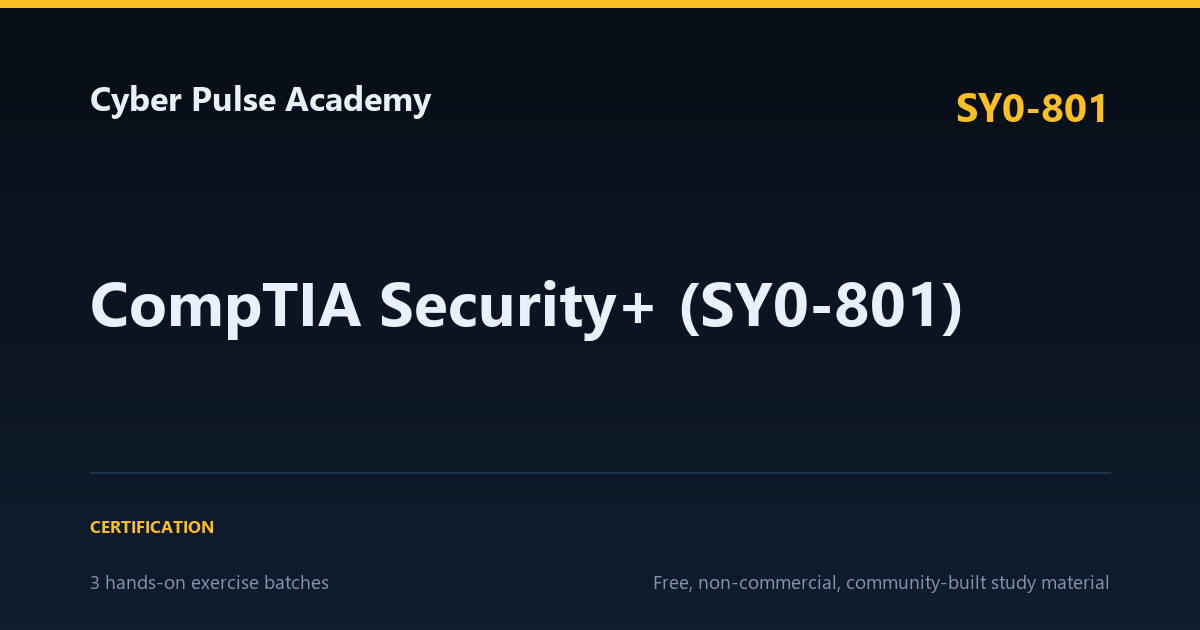 Cyber Pulse Academy
SY0-801
CompTIA Security+ (SY0-801)
CERTIFICATION
3 hands-on exercise batches
Free, non-commercial, community-built study material